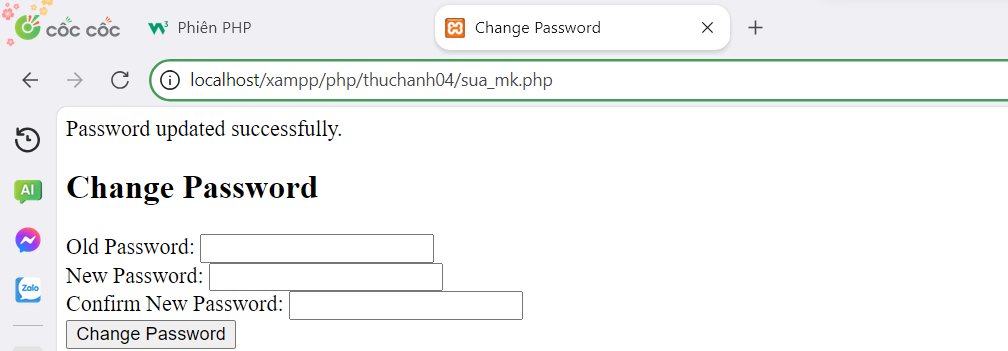 cốc cốc
Phiên PHP
Change Password
localhost/xampp/php/thuchanh04/sua_mk.php
Password updated successfully.
AI
Change Password
Old Password:
Zalo
New Password:
Confirm New Password:
Change Password